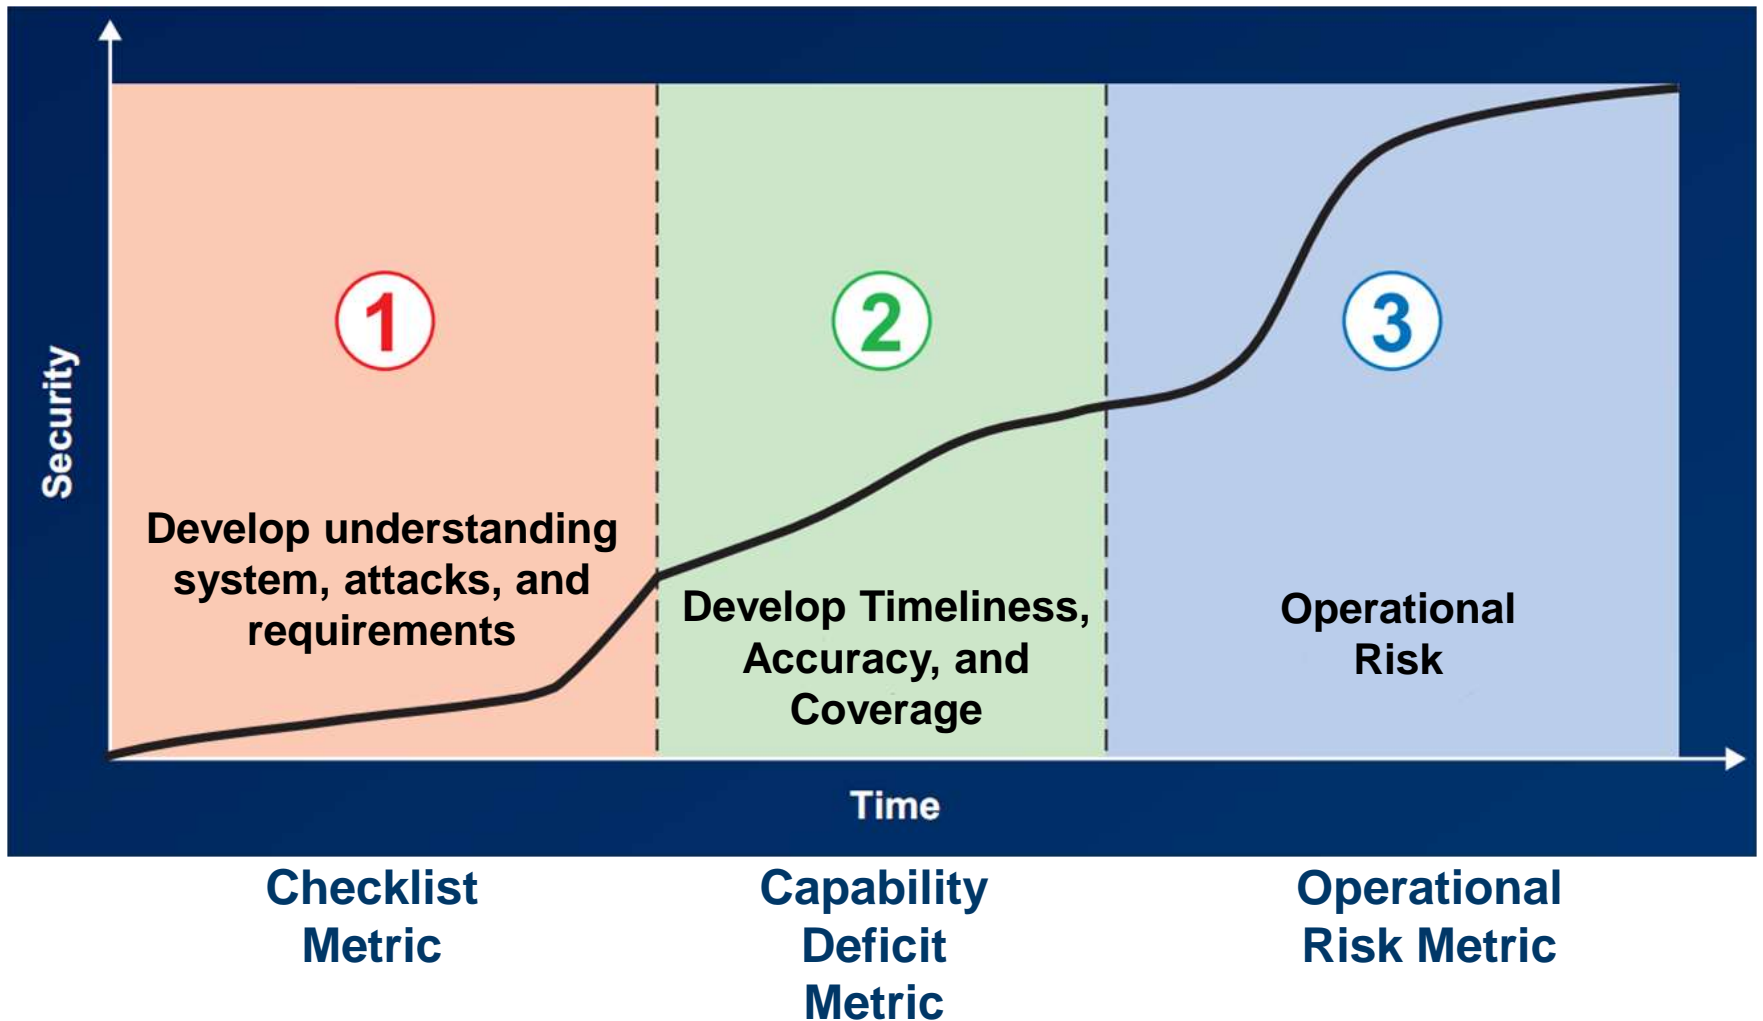 Security
1
2
3
Develop understanding
system, attacks, and
requirements
Develop Timeliness,
Accuracy, and
Coverage
Operational
Risk
Time
Checklist
Metric
Capability
Deficit
Metric
Operational
Risk Metric